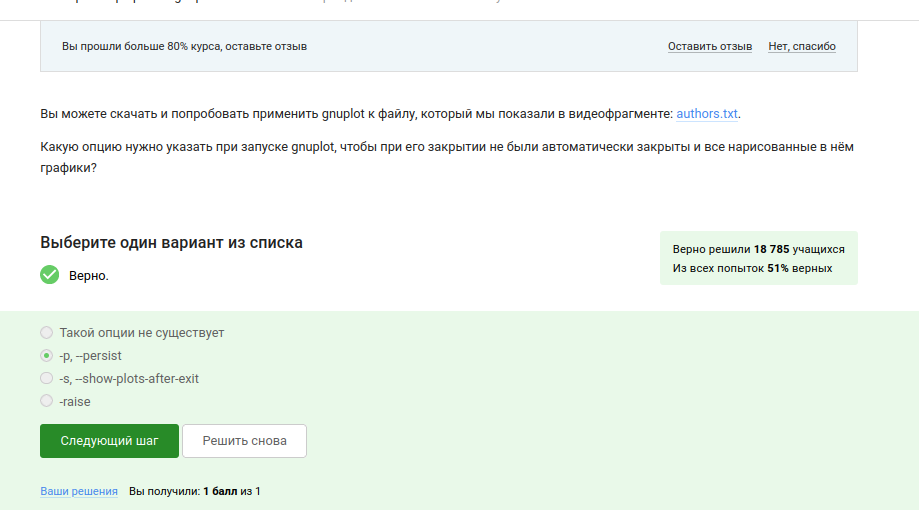 Вы прошли больше 80% курса, оставьте отзыв
Оставить отзыв Нет, спасибо
Вы можете скачать и попробовать применить gnuplot к файлу, который мы показали в видеофрагменте: authors.txt.
Какую опцию нужно указать при запуске gnuplot, чтобы при его закрытии не были автоматически закрыты и все нарисованные в нём
графики?
Выберите один вариант из списка
Верно.
Верно решили 18 785 учащихся
Из всех попыток 51% верных
Такой опции не существует
-p, --persist
-s, --show-plots-after-exit
-raise
Следующий шаг
Решить снова
Ваши решения Вы получили: 1 балл из 1